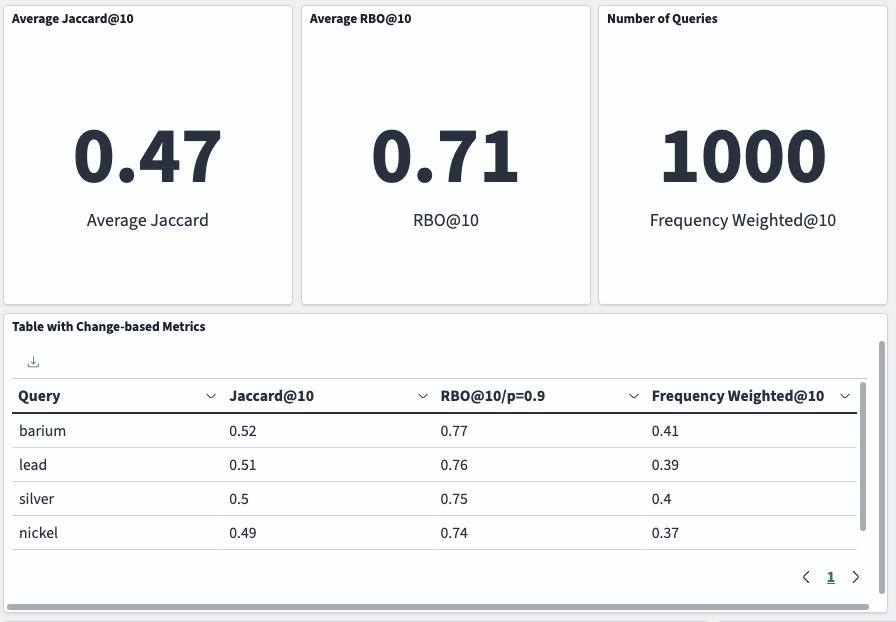 Average Jaccard@10
Average RBO@10
Number of Queries
0.47
Average Jaccard
0.71
RBO@10
1000
Frequency Weighted@10
Table with Change-based Metrics
Query Jaccard@10 RBO@10/p=0.9 Frequency Weighted@10
barium 0.52 0.77 0.41
lead 0.51 0.76 0.39
silver 0.5 0.75 0.4
nickel 0.49 0.74 0.37
1